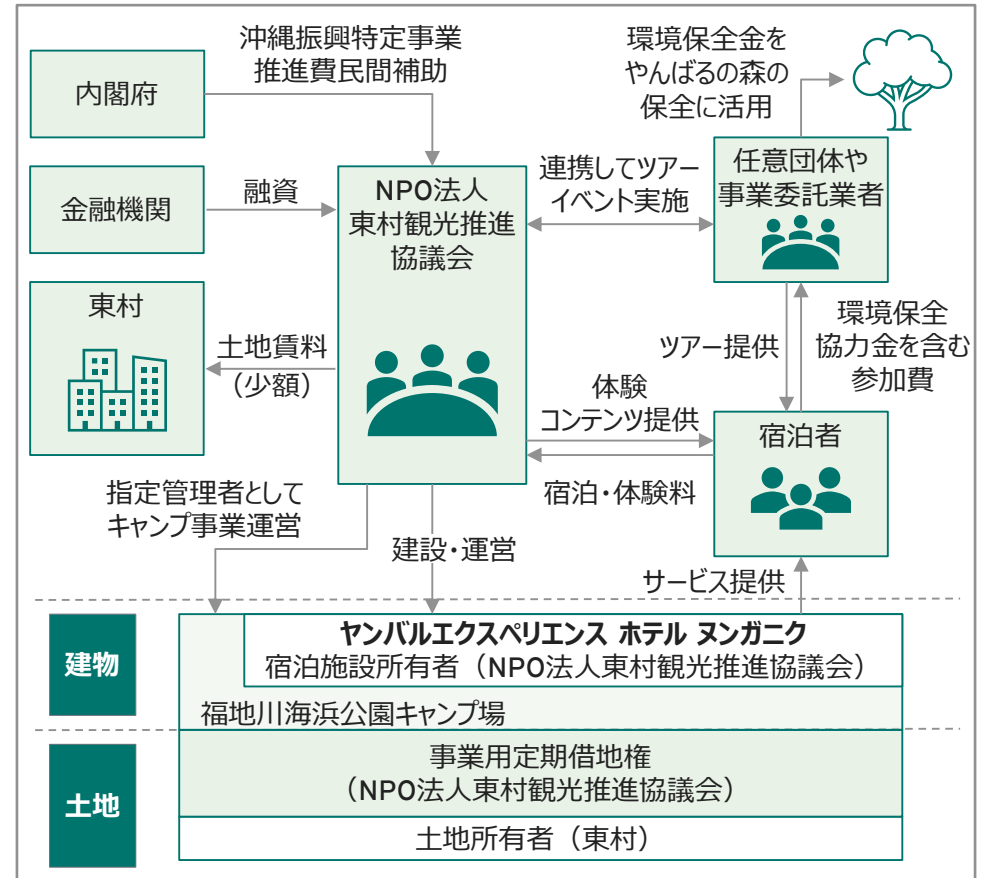 沖縄振興特定事業
推進費民間補助
環境保全金を
やんばるの森の
保全に活用
内閣府
金融機関
融資
NPO法人
東村観光推進
協議会
連携してツアー
イベント実施
任意団体や
事業委託業者
東村
土地賃料
(少額)
ツアー提供
環境保全
協力金を含む
参加費
体験
コンテンツ提供
宿泊者
宿泊・体験料
指定管理者として
キャンプ事業運営
建設・運営
サービス提供
建物
ヤンバルエクスペリエンス ホテル ヌンガニク
宿泊施設所有者（NPO法人東村観光推進協議会）
福地川海浜公園キャンプ場
土地
事業用定期借地権
（NPO法人東村観光推進協議会）
土地所有者（東村）